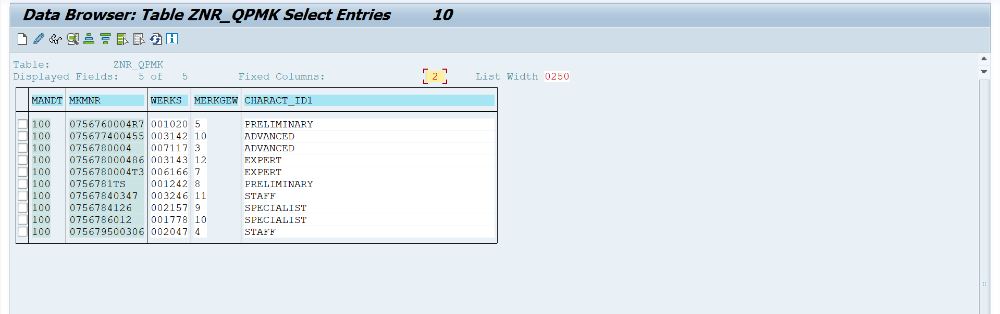 Data Browser: Table ZNR_QPMK Select Entries 10
Table: ZNR_QPMK
Displayed Fields: 5 of 5 Fixed Columns: 2 List Width 0250
MANDT MKMNR WERKS MERKGEW CHARACT_ID1
100 0756760004R7 001020 5 PRELIMINARY
100 075677400455 003142 10 ADVANCED
100 0756780004 007117 3 ADVANCED
100 075678000486 003143 12 EXPERT
100 0756780004T3 006166 7 EXPERT
100 0756781TS 001242 8 PRELIMINARY
100 07567840347 003246 11 STAFF
100 0756784126 002157 9 SPECIALIST
100 0756786012 001778 10 SPECIALIST
100 075679500306 002047 4 STAFF